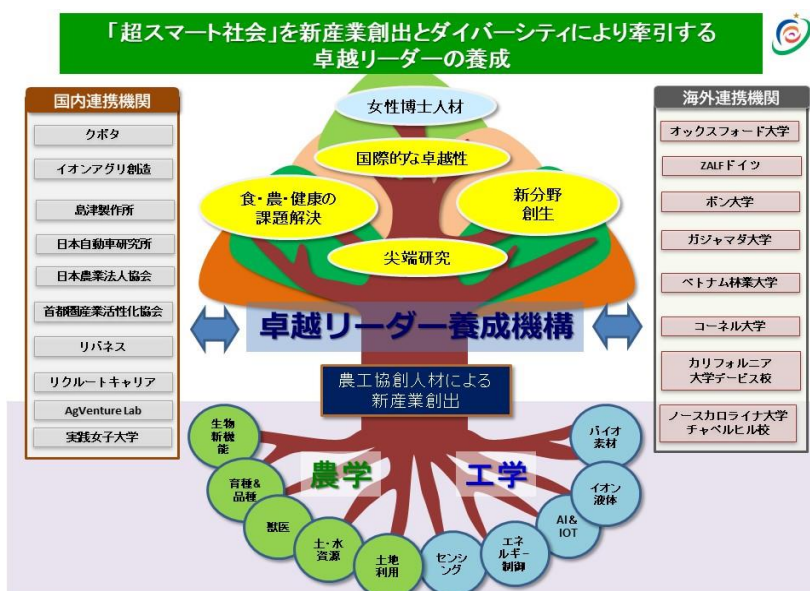 「超スマート社会」を新産業創出とダイバーシティにより牽引する
卓越リーダーの養成
国内連携機関
クボタ
イオンアグリ創造
島津製作所
日本自動車研究所
日本農業法人協会
首都圏産業活性化協会
リバネス
リクルートキャリア
AgVenture Lab
実践女子大学
女性博士人材
国際的な卓越性
食・農・健康の
課題解決
新分野
創生
尖端研究
卓越リーダー養成機構
農工協創人材による
新産業創出
農学
工学
生物
新機
能
育種&
品種
獣医
土・水
資源
土地
利用
センシ
ング
エネ
ルギー
制御
AI&
IOT
イオン
液体
バイオ
素材
海外連携機関
オックスフォード大学
ZALFドイツ
ボン大学
ガジャマダ大学
ベトナム林業大学
コーネル大学
カリフォルニア
大学デービス校
ノースカロライナ大学
チャペルヒル校